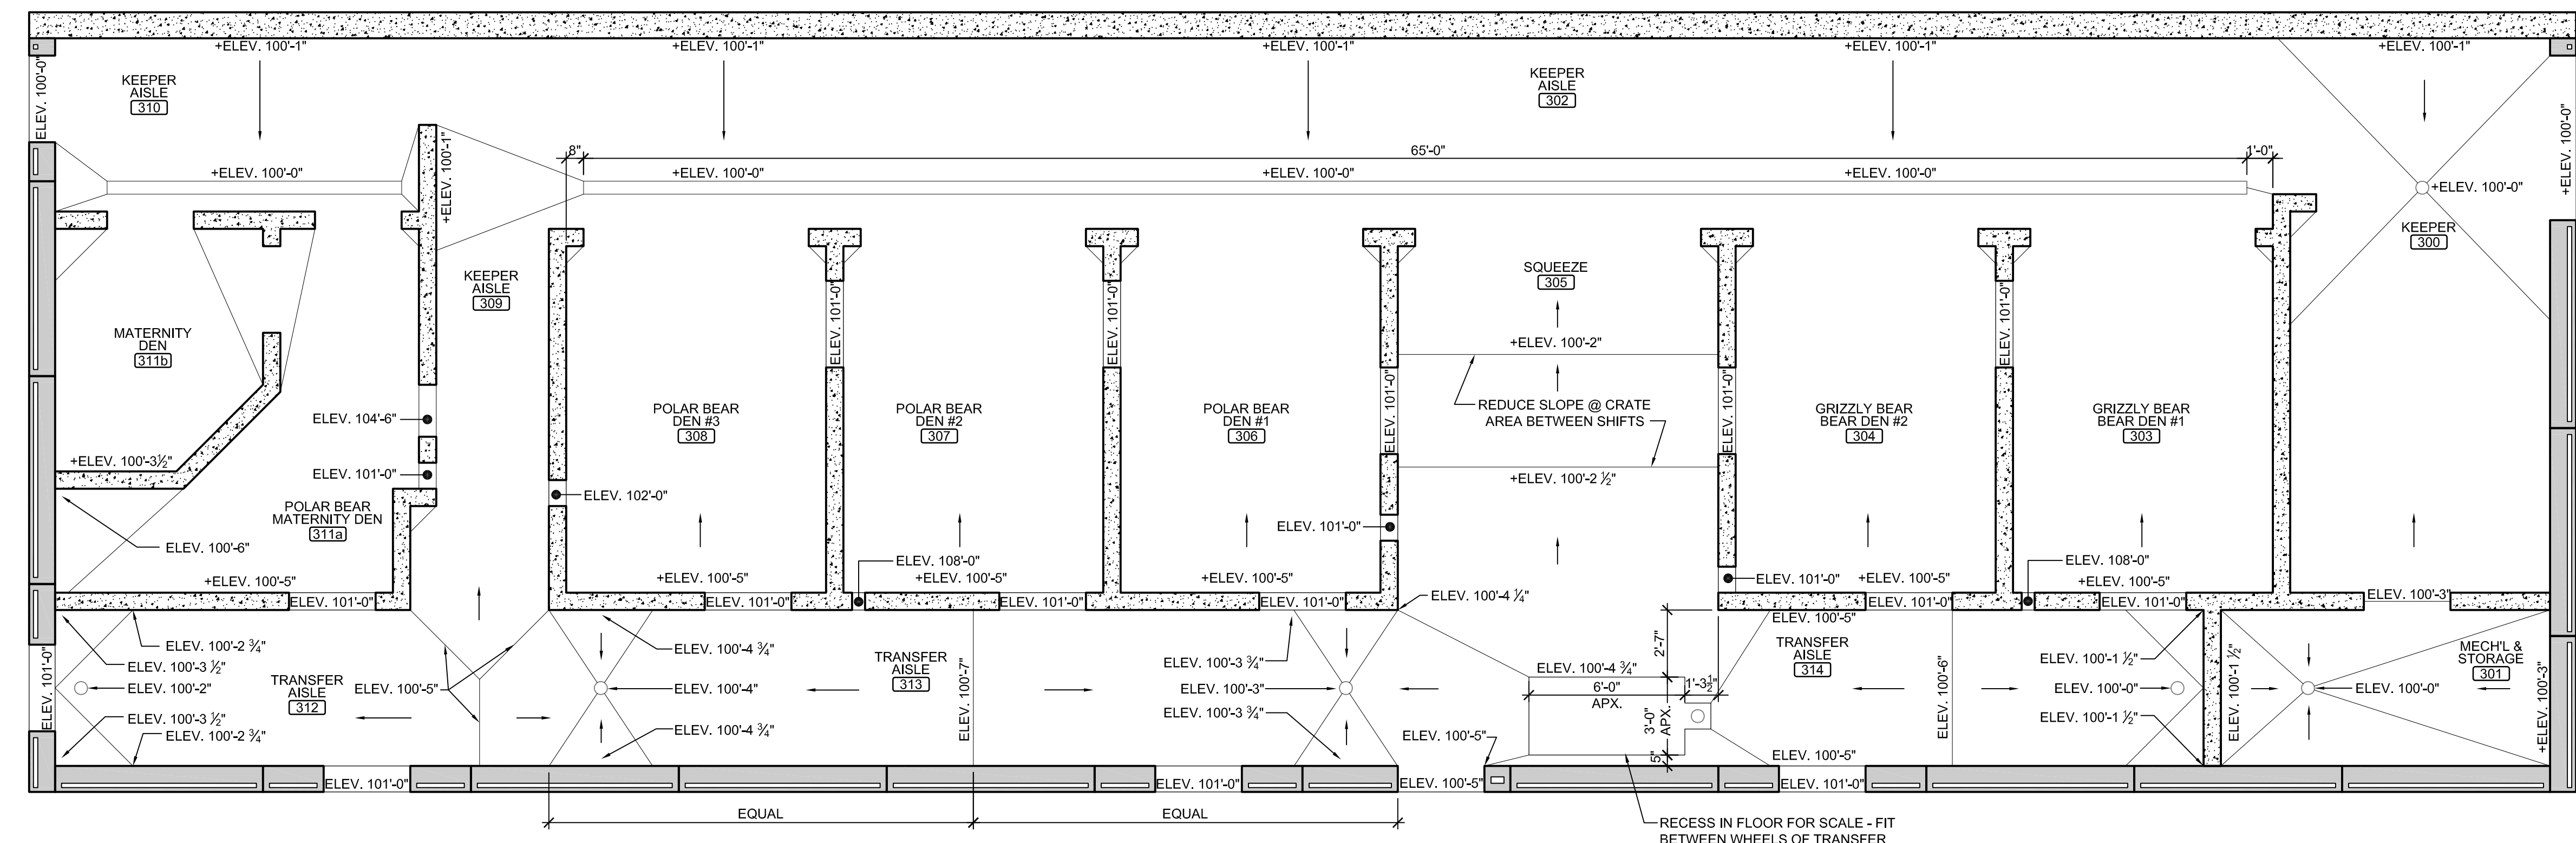 +ELEV. 100'-1"
+ELEV. 100'-1"
+ELEV. 100'-1"
+ELEV. 100'-1"
+ELEV. 100'-1"
ELEV. 100'-0"
KEEPER
AISLE
310
KEEPER
AISLE
302
+ELEV. 100'-0"
+ELEV. 100'-1"
8"
65'-0"
1'-0"
+ELEV. 100'-0"
+ELEV. 100'-0"
+ELEV. 100'-0"
+ELEV. 100'-0"
+ELEV. 100'-0"
KEEPER
300
KEEPER
AISLE
309
SQUEEZE
305
ELEV. 101'-0"
ELEV. 101'-0"
ELEV. 101'-0"
MATERNITY
DEN
311b
+ELEV. 100'-2"
ELEV. 104'-6"
POLAR BEAR
DEN #3
308
POLAR BEAR
DEN #2
307
POLAR BEAR
DEN #1
306
ELEV. 101'-0"
REDUCE SLOPE @ CRATE
AREA BETWEEN SHIFTS
ELEV. 101'-0"
GRIZZLY BEAR
BEAR DEN #2
304
GRIZZLY BEAR
BEAR DEN #1
303
+ELEV. 100'-3½"
ELEV. 101'-0"
+ELEV. 100'-2 ½"
ELEV. 102'-0"
POLAR BEAR
MATERNITY DEN
311a
ELEV. 101'-0"
ELEV. 100'-6"
ELEV. 108'-0"
ELEV. 108'-0"
+ELEV. 100'-5"
+ELEV. 100'-5"
+ELEV. 100'-5"
+ELEV. 100'-5"
ELEV. 101'-0"
+ELEV. 100'-5"
+ELEV. 100'-5"
ELEV. 101'-0"
ELEV. 101'-0"
ELEV. 101'-0"
ELEV. 101'-0"
ELEV. 100'-4 ¼"
ELEV. 101'-0"
ELEV. 101'-0"
ELEV. 100'-3"
ELEV. 100'-5"
ELEV. 100'-2 ¾"
ELEV. 100'-3 ½"
ELEV. 100'-4 ¾"
TRANSFER
AISLE
313
ELEV. 100'-3 ¾"
ELEV. 100'-4 ¾"
2'-7"
TRANSFER
AISLE
314
ELEV. 100'-1 ½"
MECH'L &
STORAGE
301
ELEV. 101'-0"
ELEV. 100'-2"
TRANSFER
AISLE
312
ELEV. 100'-5"
ELEV. 100'-4"
ELEV. 100'-7"
ELEV. 100'-3"
6'-0"
APX.
1'-3½"
ELEV. 100'-6"
ELEV. 100'-0"
ELEV. 100'-1 ½"
ELEV. 100'-0"
+ELEV. 100'-3"
ELEV. 100'-3 ½"
ELEV. 100'-2 ¾"
ELEV. 100'-4 ¾"
ELEV. 100'-3 ¾"
3'-0"
APX.
ELEV. 100'-1 ½"
ELEV. 100'-5"
5"
ELEV. 100'-5"
ELEV. 101'-0"
ELEV. 101'-0"
ELEV. 100'-5"
ELEV. 101'-0"
EQUAL
EQUAL
RECESS IN FLOOR FOR SCALE - FIT
BETWEEN WHEELS OF TRANSFER